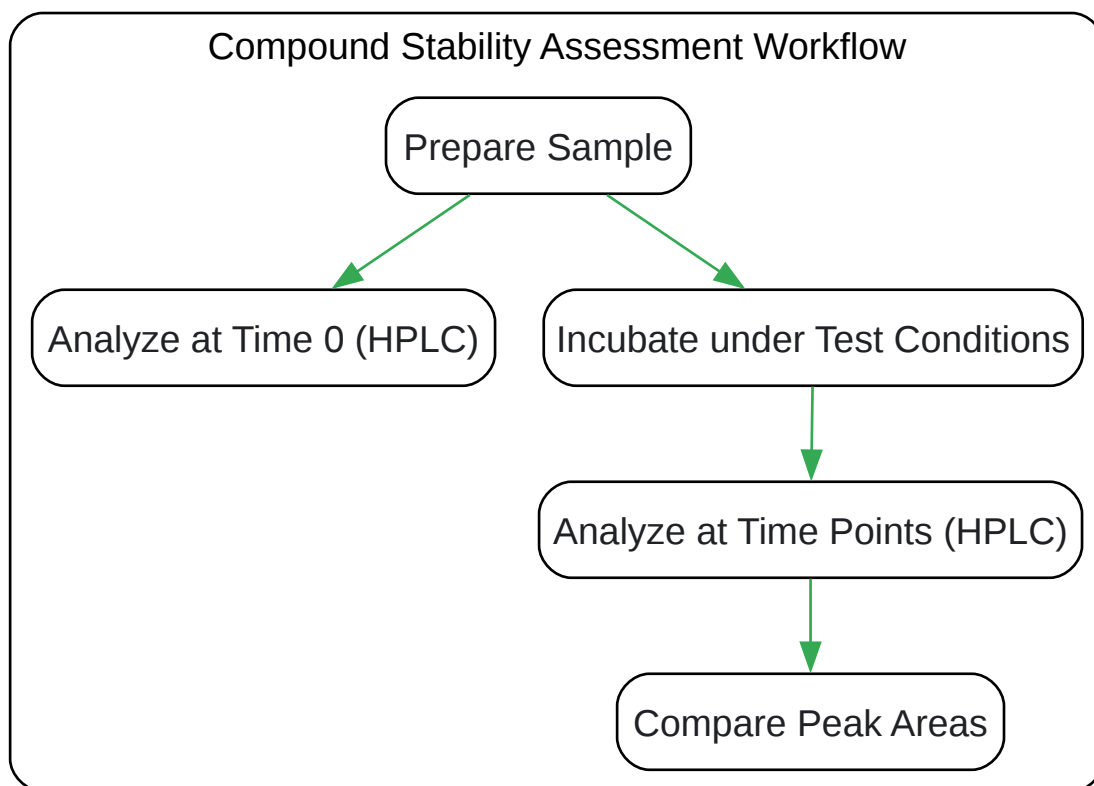 Compound Stability Assessment Workflow
Prepare Sample
Analyze at Time 0 (HPLC)
Incubate under Test Conditions
Analyze at Time Points (HPLC)
Compare Peak Areas